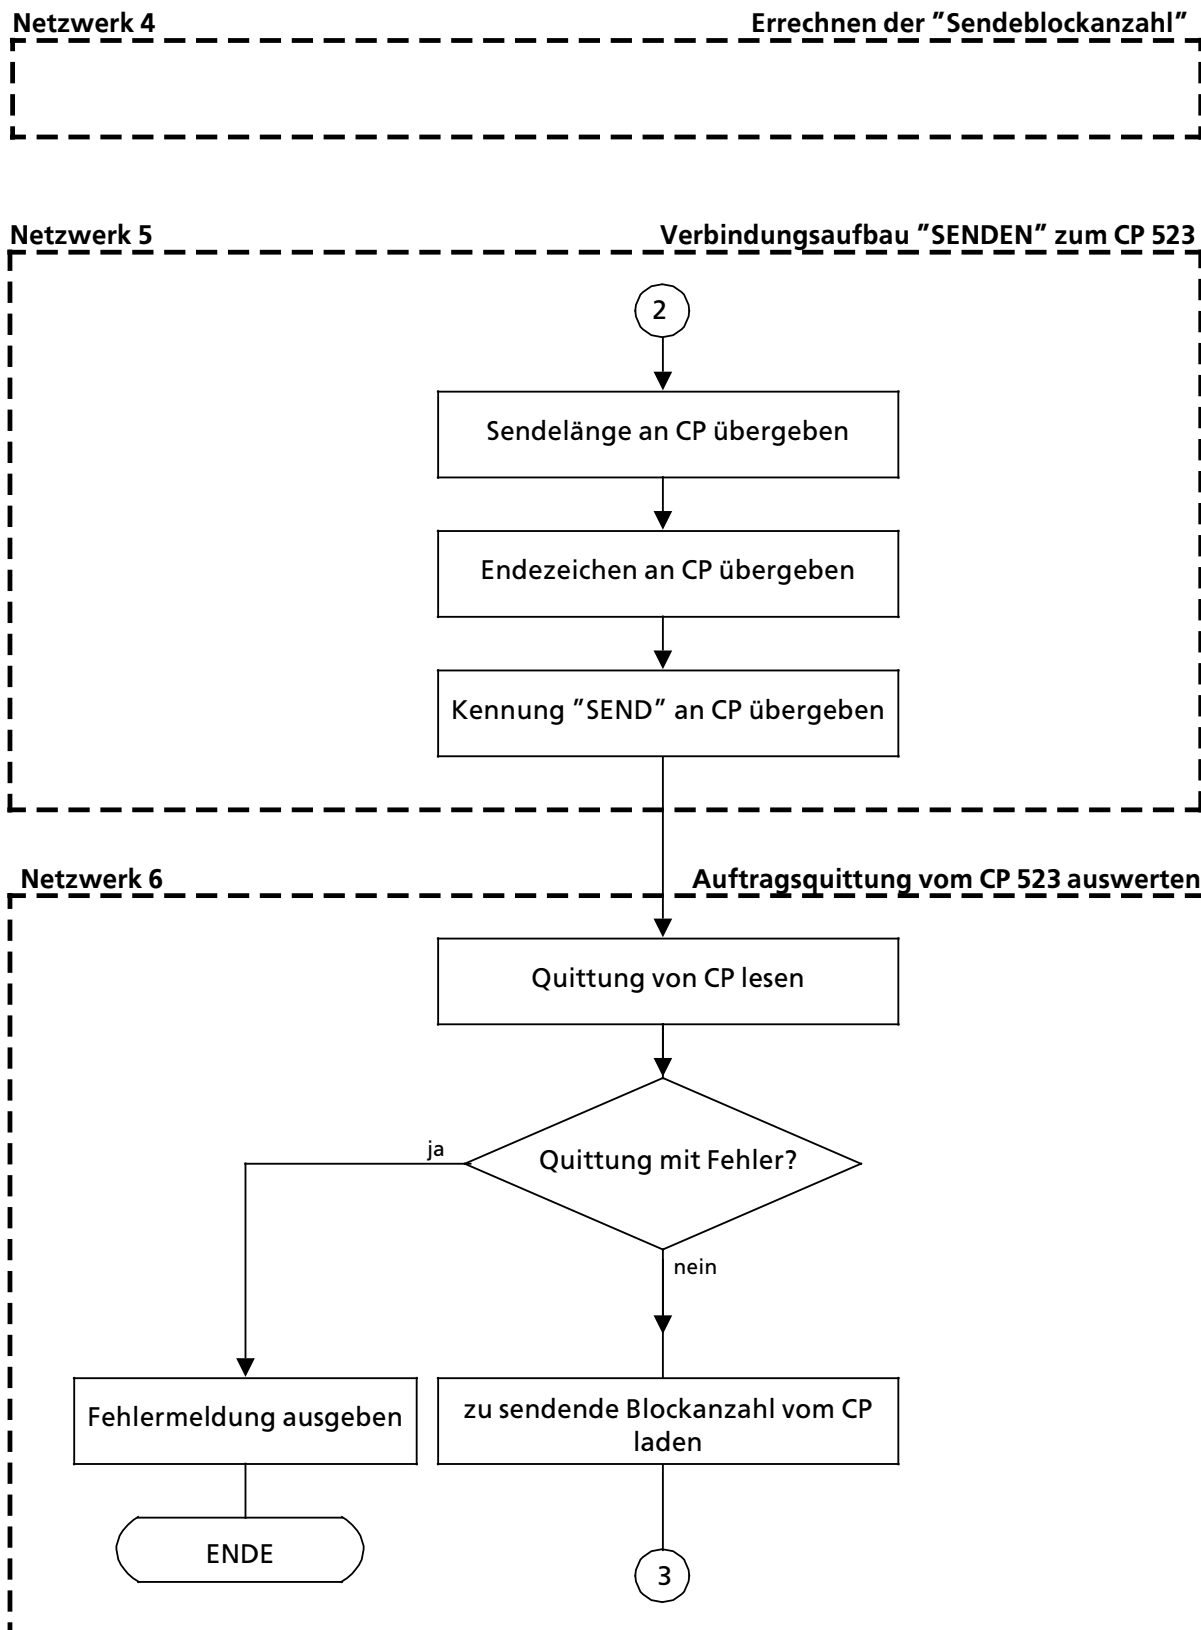 Netzwerk 4
Errechnen der "Sendeblockanzahl"
Netzwerk 5
Verbindungsaufbau "SENDEN" zum CP 523
2
Sendelänge an CP übergeben
Endezeichen an CP übergeben
Kennung "SEND" an CP übergeben
Netzwerk 6
Auftragsquittung vom CP 523 auswerten
Quittung von CP lesen
Quittung mit Fehler?
ja
nein
Fehlermeldung ausgeben
zu sendende Blockanzahl vom CP
laden
ENDE
3